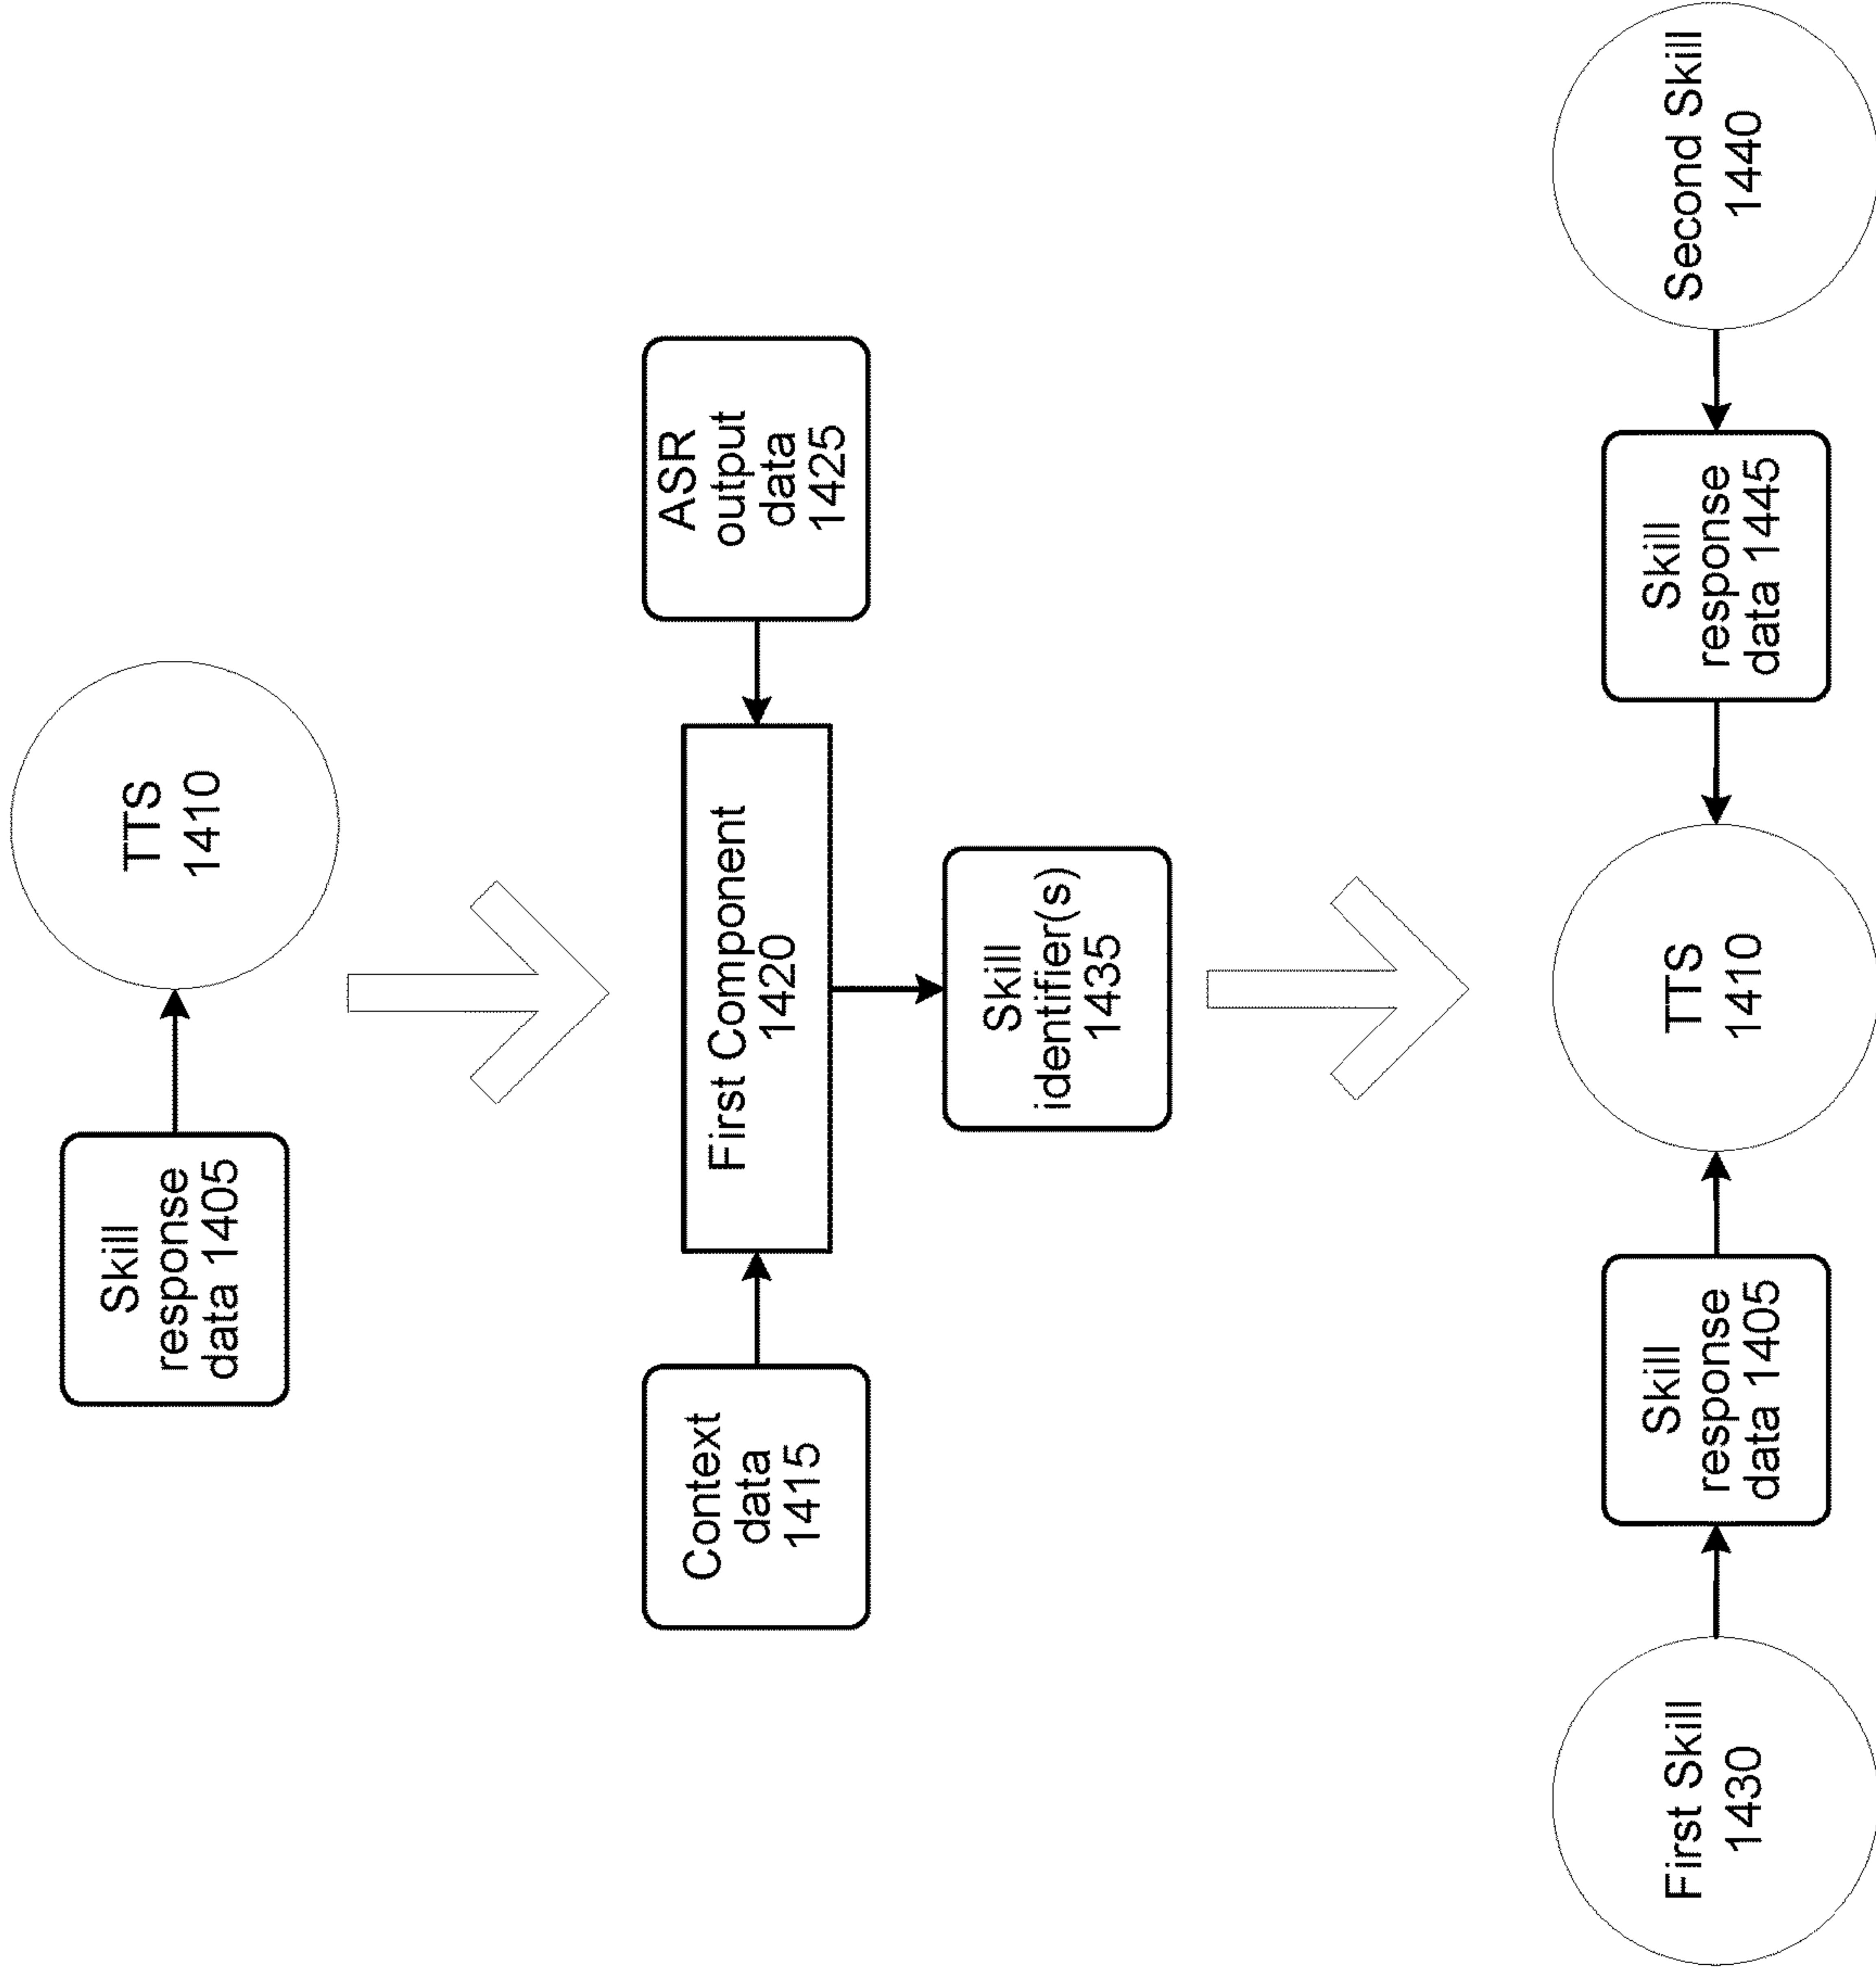 Skill
response
data 1405
TTS
1410
Context
data
1415
First Component
1420
ASR
output
data
1425
Skill
identifier(s)
1435
First Skill
1430
Skill
response
data 1405
TTS
1410
Skill
response
data 1445
Second Skill
1440